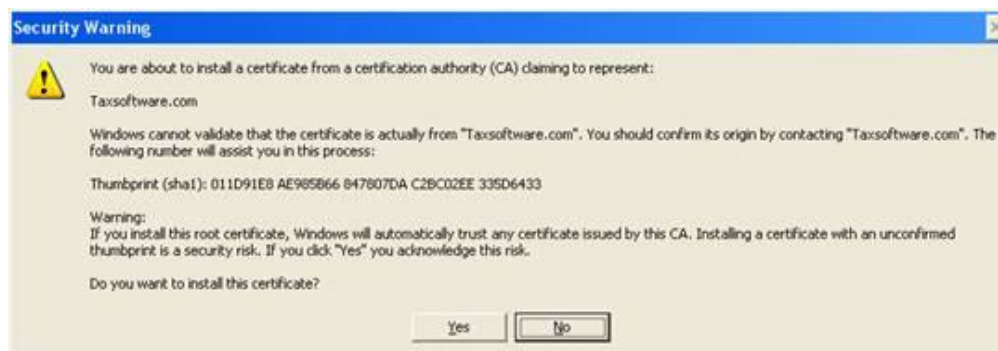 Security Warning
You are about to install a certificate from a certification authority (CA) claiming to represent:
Taxsoftware.com
Windows cannot validate that the certificate is actually from "Taxsoftware.com". You should confirm its origin by contacting "Taxsoftware.com". The
following number will assist you in this process:
Thumbprint (sha1): 011D91E8 AE985B66 847807DA C2BC02EE 335D6433
Warning:
If you install this root certificate, Windows will automatically trust any certificate issued by this CA. Installing a certificate with an unconfirmed
thumbprint is a security risk. If you click "Yes" you acknowledge this risk.
Do you want to install this certificate?
Yes
No